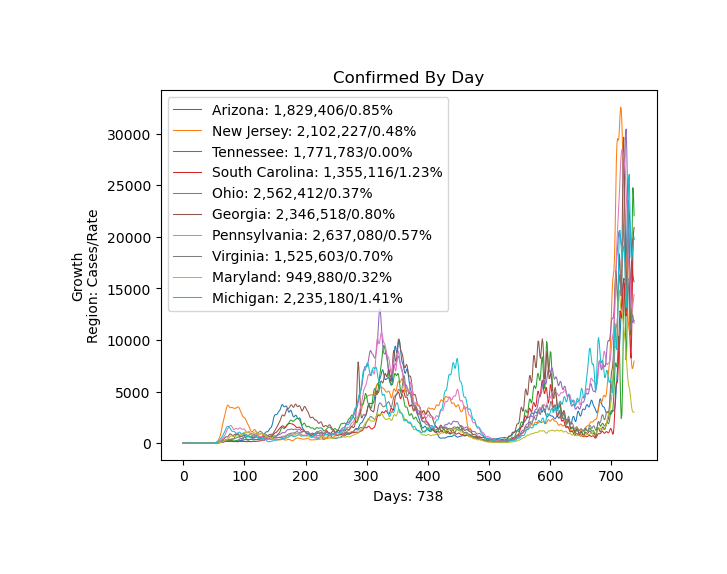 Confirmed By Day
Growth
Region: Cases/Rate
30000
25000
20000
15000
10000
5000
0
Arizona: 1,829,406/0.85%
New Jersey: 2,102,227/0.48%
Tennessee: 1,771,783/0.00%
South Carolina: 1,355,116/1.23%
Ohio: 2,562,412/0.37%
Georgia: 2,346,518/0.80%
Pennsylvania: 2,637,080/0.57%
Virginia: 1,525,603/0.70%
Maryland: 949,880/0.32%
Michigan: 2,235,180/1.41%
0 100 200 300 400 500 600 700
Days: 738